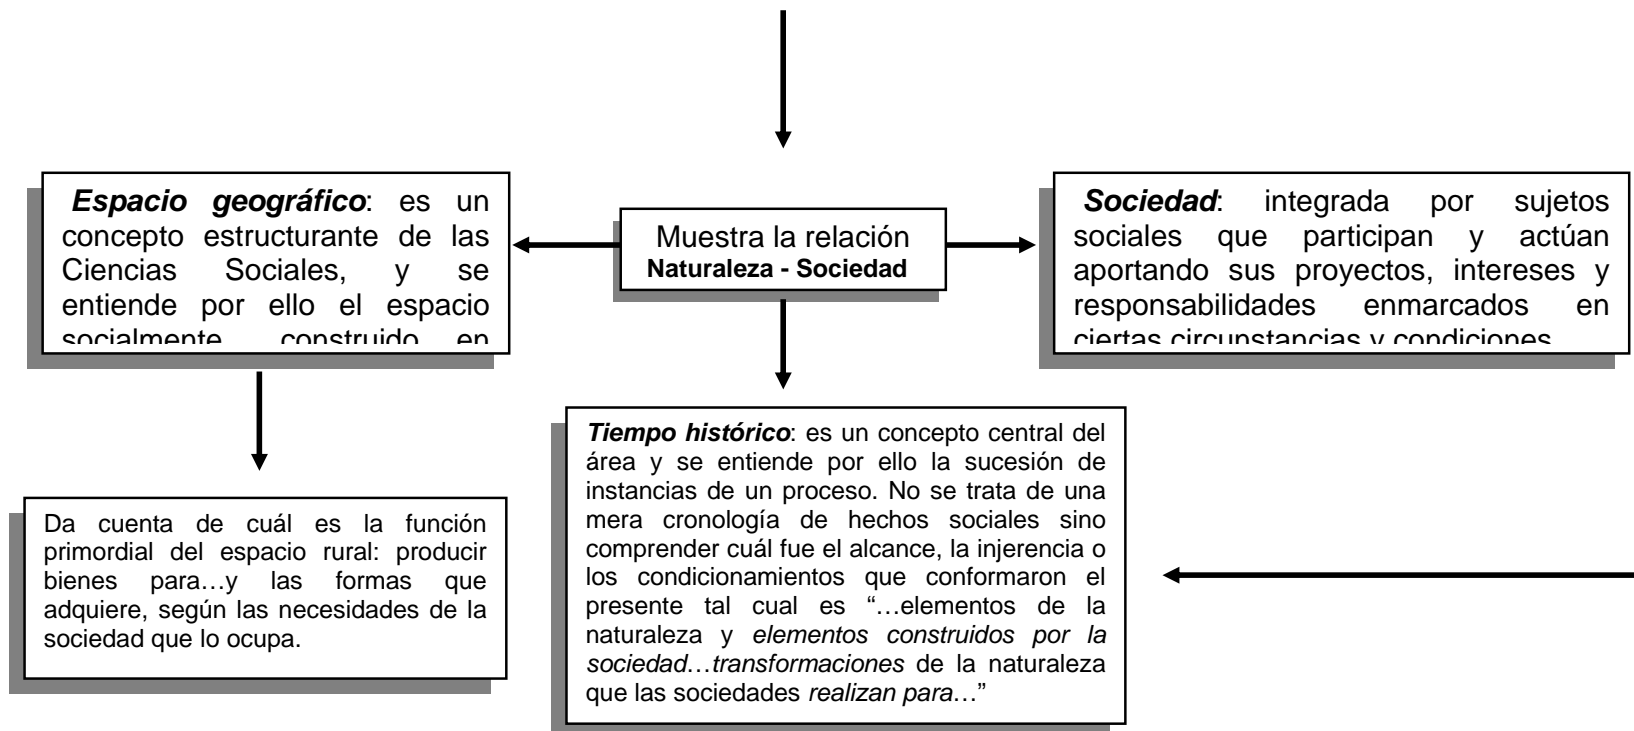 Espacio geográfico: es un
concepto estructurante de las
Ciencias Sociales, y se
entiende por ello el espacio
socialmente construido en
Muestra la relación
Naturaleza - Sociedad
Sociedad: integrada por sujetos
sociales que participan y actúan
aportando sus proyectos, intereses y
responsabilidades enmarcados en
ciertas circunstancias y condiciones
Da cuenta de cuál es la función
primordial del espacio rural: producir
bienes para…y las formas que
adquiere, según las necesidades de la
sociedad que lo ocupa.
Tiempo histórico: es un concepto central del
área y se entiende por ello la sucesión de
instancias de un proceso. No se trata de una
mera cronología de hechos sociales sino
comprender cuál fue el alcance, la injerencia o
los condicionamientos que conformaron el
presente tal cual es “…elementos de la
naturaleza y elementos construidos por la
sociedad…transformaciones de la naturaleza
que las sociedades realizan para…”